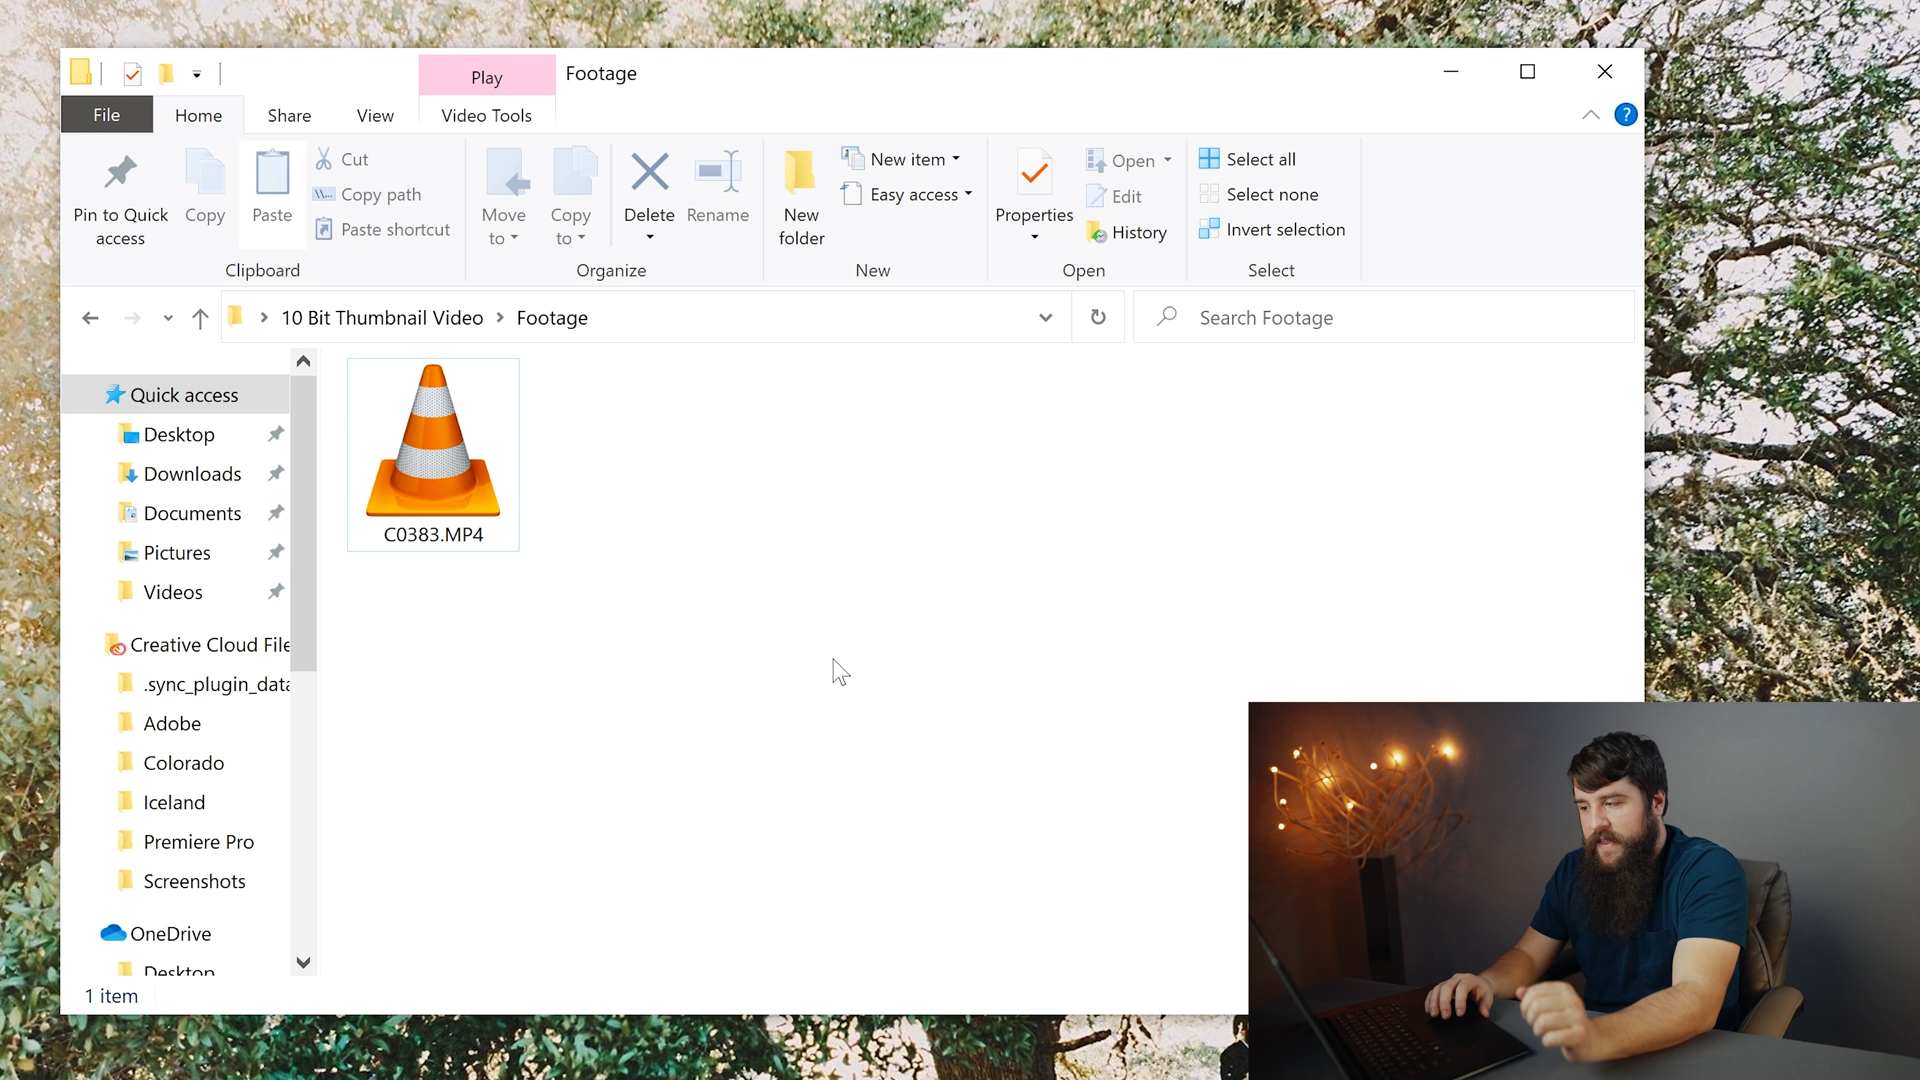 Play
Footage
File
Home
Share
View
Video Tools
?
Pin to Quick
access
Copy
Paste
Cut
Copy path
Paste shortcut
Clipboard
Move
to
Copy
to
Delete
Rename
Organize
New
folder
New item
Easy access
New
Properties
Open
Edit
History
Open
Select all
Select none
Invert selection
Select
10 Bit Thumbnail Video
Footage
Search Footage
Quick access
Desktop
Downloads
Documents
Pictures
Videos
Creative Cloud File
.sync_plugin_data
Adobe
Colorado
Iceland
Premiere Pro
Screenshots
OneDrive
Desktop
C0383.MP4
1 item